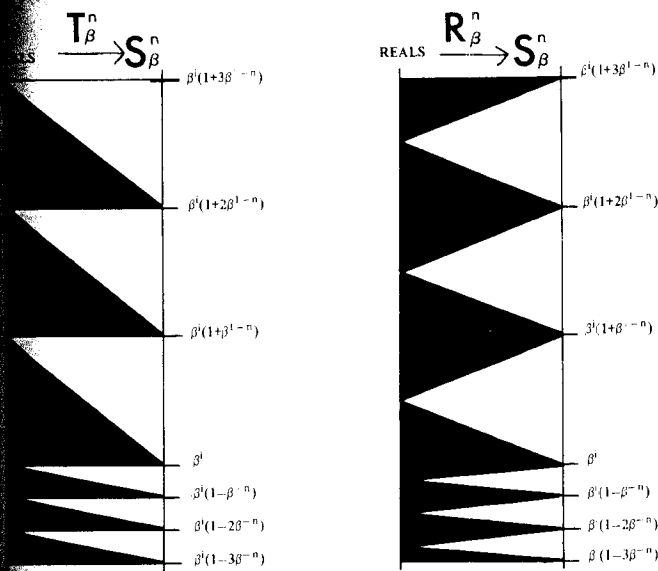 T^n_β → S^n_β
β^i(1+3β^{1-n})
β^i(1+2β^{1-n})
β^i(1+β^{1-n})
β^i
β^i(1-β^{-n})
β^i(1-2β^{-n})
β^i(1-3β^{-n})
REALS R^n_β → S^n_β
β^i(1+3β^{1-n})
β^i(1+2β^{1-n})
β^i(1+β^{-n})
β^i
β^i(1-β^{-n})
β^i(1-2β^{-n})
β(1-3β^{-n})